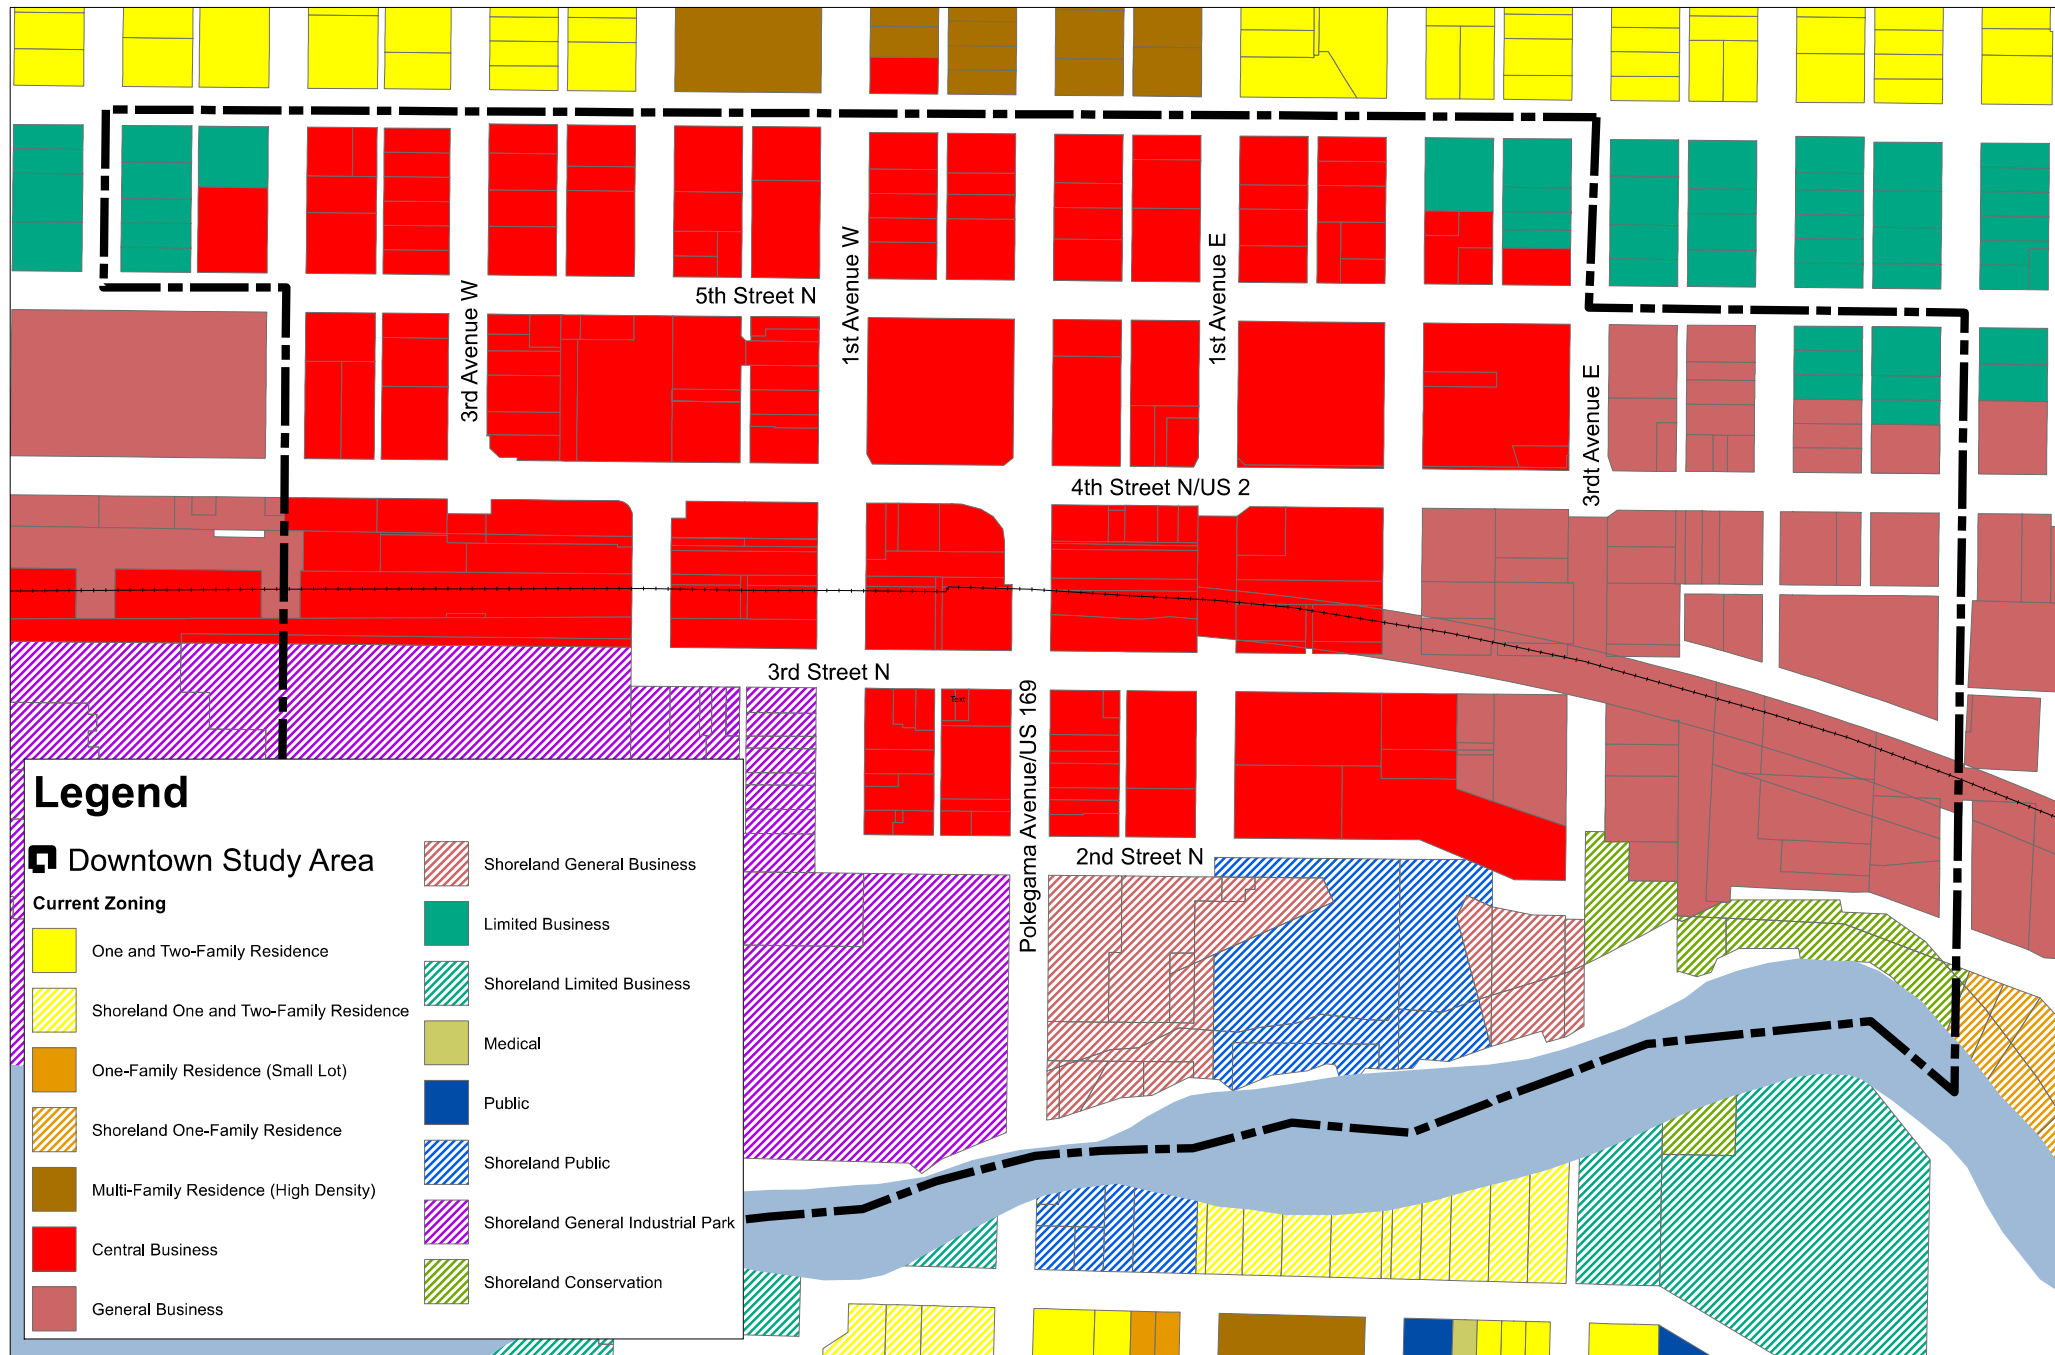 5th Street N
3rd Avenue W
1st Avenue W
1st Avenue E
3rdt Avenue E
4th Street N/US 2
3rd Street N
Text
Pokegama Avenue/US 169
2nd Street N
Legend
Downtown Study Area
Current Zoning
One and Two-Family Residence
Shoreland One and Two-Family Residence
One-Family Residence (Small Lot)
Shoreland One-Family Residence
Multi-Family Residence (High Density)
Central Business
General Business
Shoreland General Business
Limited Business
Shoreland Limited Business
Medical
Public
Shoreland Public
Shoreland General Industrial Park
Shoreland Conservation